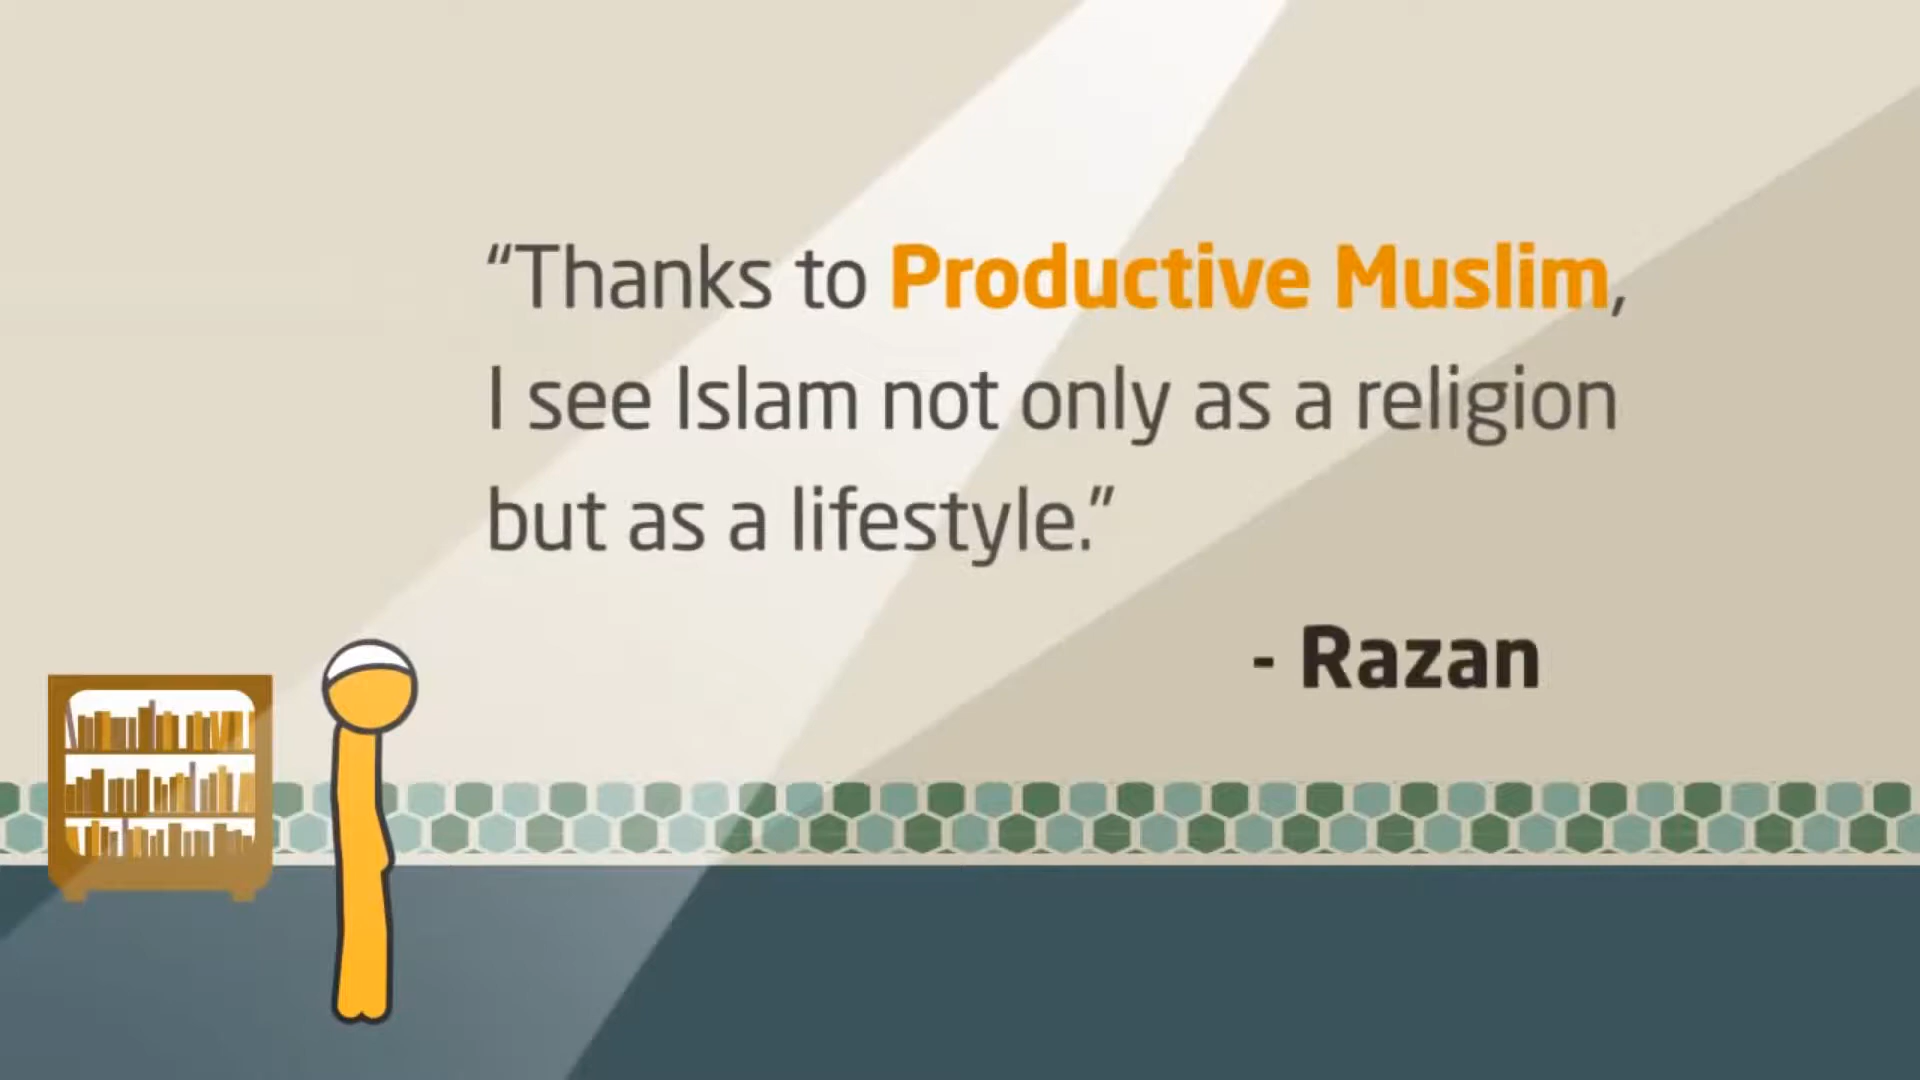 “Thanks to Productive Muslim,
I see Islam not only as a religion
but as a lifestyle.”
- Razan